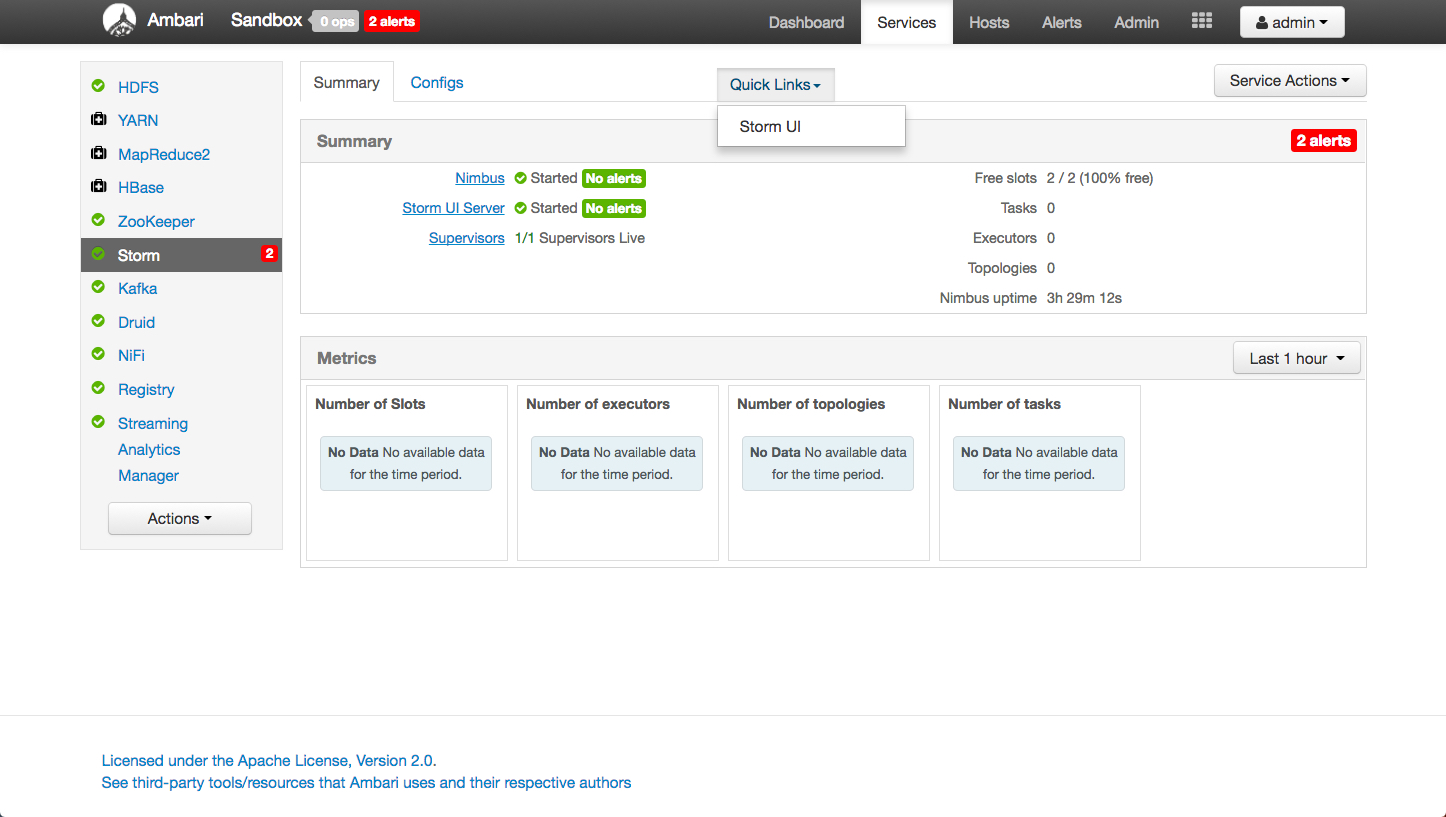 Ambari Sandbox 0 ops 2 alerts Dashboard Services Hosts Alerts Admin admin
HDFS
YARN
MapReduce2
HBase
ZooKeeper
Storm 2
Kafka
Druid
NiFi
Registry
Streaming
Analytics
Manager
Actions
Summary Configs Quick Links Service Actions
Storm UI
Summary 2 alerts
Nimbus Started No alerts
Storm UI Server Started No alerts
Supervisors 1/1 Supervisors Live
Free slots 2 / 2 (100% free)
Tasks 0
Executors 0
Topologies 0
Nimbus uptime 3h 29m 12s
Metrics Last 1 hour
Number of Slots
No Data No available data
for the time period.
Number of executors
No Data No available data
for the time period.
Number of topologies
No Data No available data
for the time period.
Number of tasks
No Data No available data
for the time period.
Licensed under the Apache License, Version 2.0.
See third-party tools/resources that Ambari uses and their respective authors